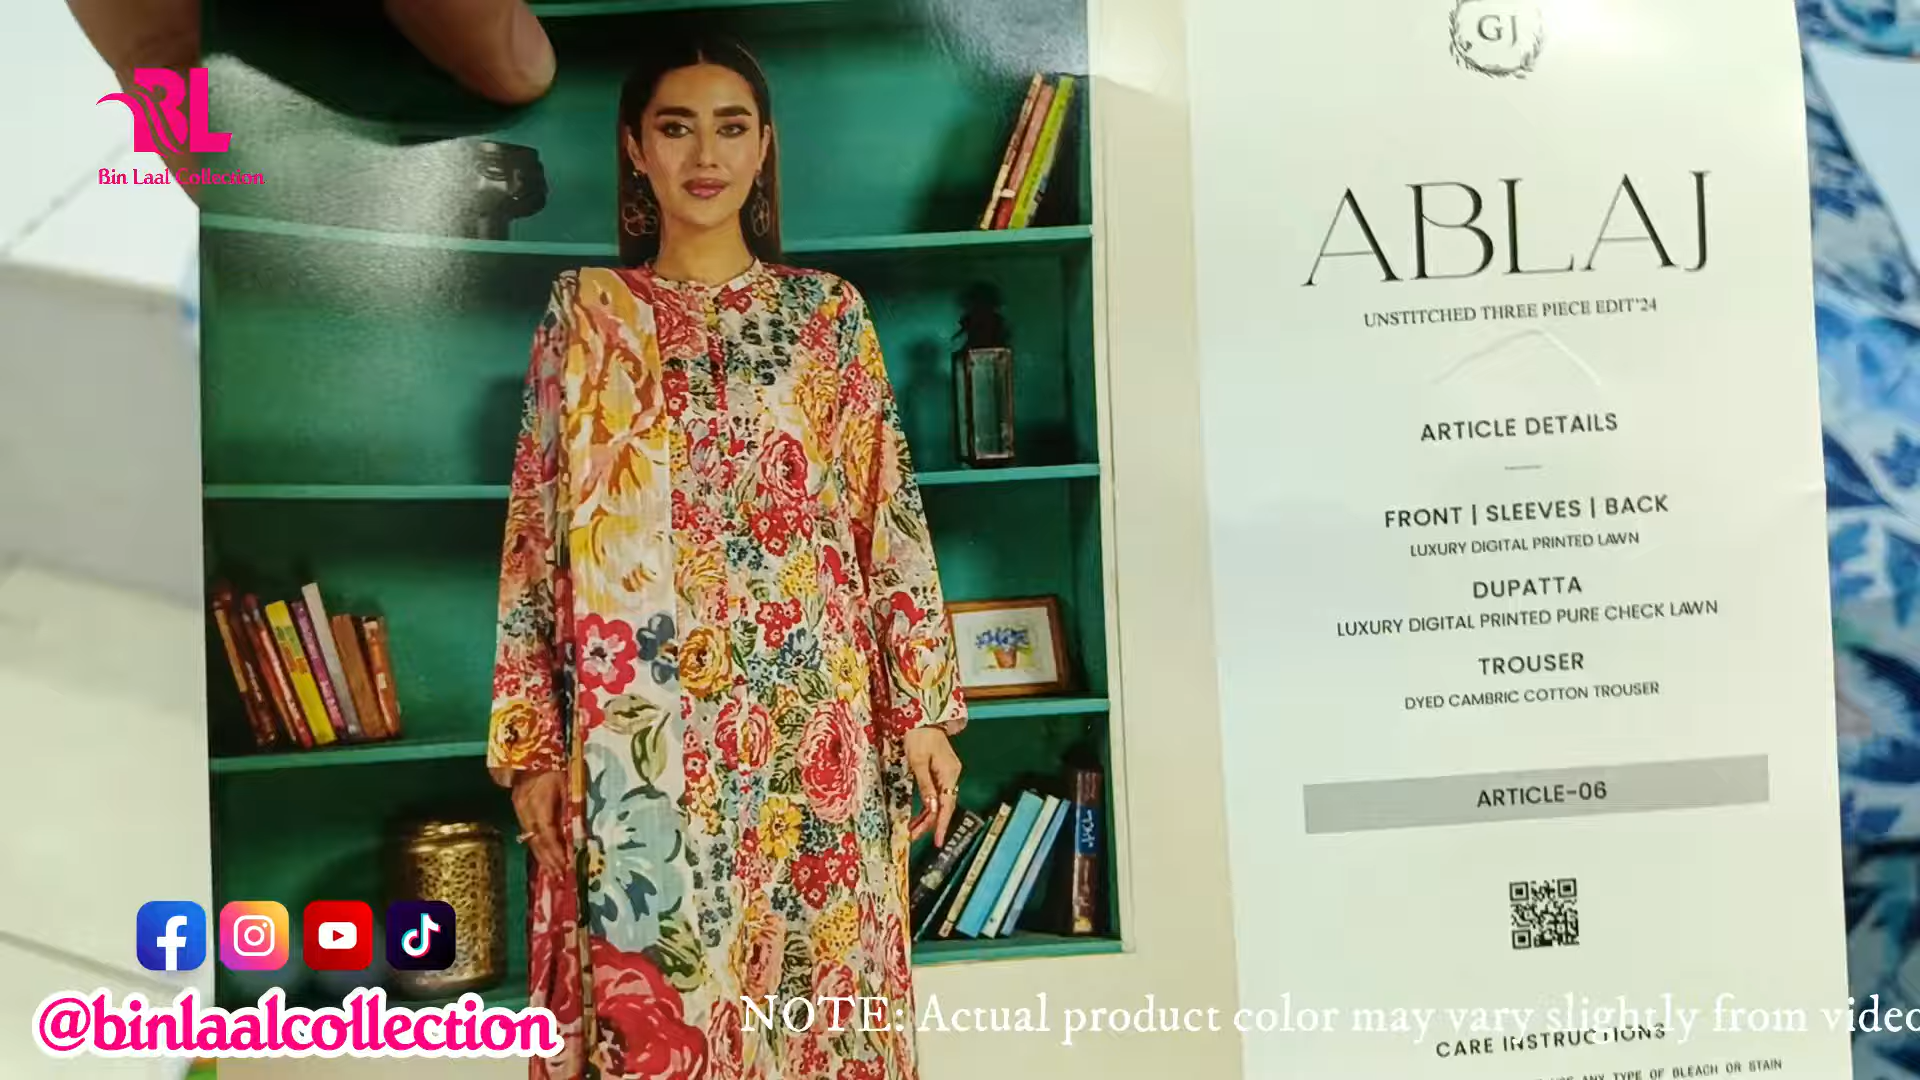 BL
Bin Laal Collection
GJ
ABLAJ
UNSTITCHED THREE PIECE EDIT'24
ARTICLE DETAILS
FRONT | SLEEVES | BACK
LUXURY DIGITAL PRINTED LAWN
DUPATTA
LUXURY DIGITAL PRINTED PURE CHECK LAWN
TROUSER
DYED CAMBRIC COTTON TROUSER
ARTICLE-06
@binlaalcollection
NOTE: Actual product color may vary slightly from video
CARE INSTRUCTIONS
ANY TYPE OF BLEACH OR STAIN